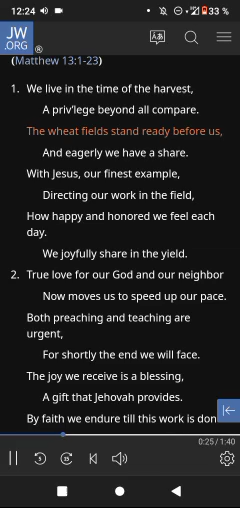 12:24
33 %
JW
.ORG
®
(Matthew 13:1-23)
1. We live in the time of the harvest,
A priv'lege beyond all compare.
The wheat fields stand ready before us,
And eagerly we have a share.
With Jesus, our finest example,
Directing our work in the field,
How happy and honored we feel each
day.
We joyfully share in the yield.
2. True love for our God and our neighbor
Now moves us to speed up our pace.
Both preaching and teaching are
urgent,
For shortly the end we will face.
The joy we receive is a blessing,
A gift that Jehovah provides.
By faith we endure till this work is don
0:25 / 1:40
5
15